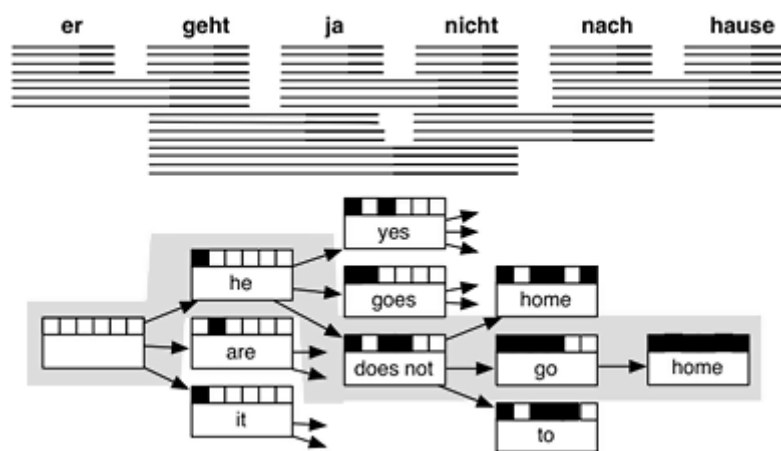 er geht ja nicht nach hause
yes
he
goes home
are
does not go home
it
to